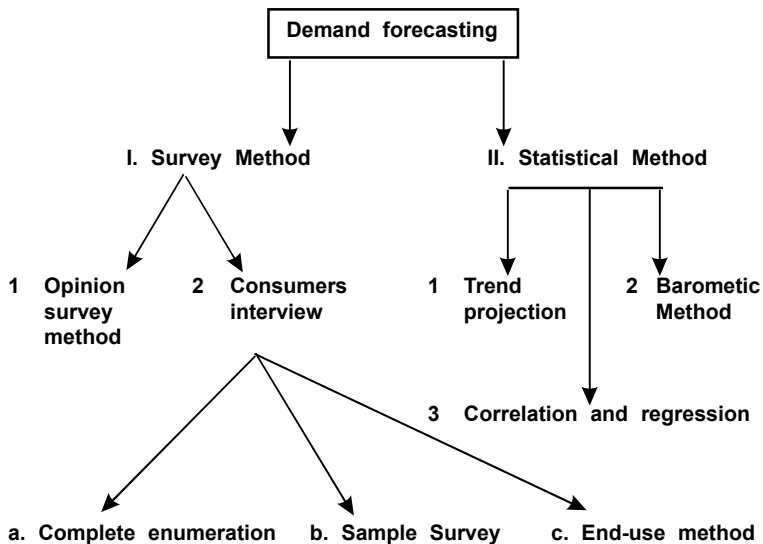 Demand forecasting
I. Survey Method
II. Statistical Method
1 Opinion
survey
method
2 Consumers
interview
1 Trend
projection
2 Barometic
Method
3 Correlation and regression
a. Complete enumeration
b. Sample Survey
c. End-use method